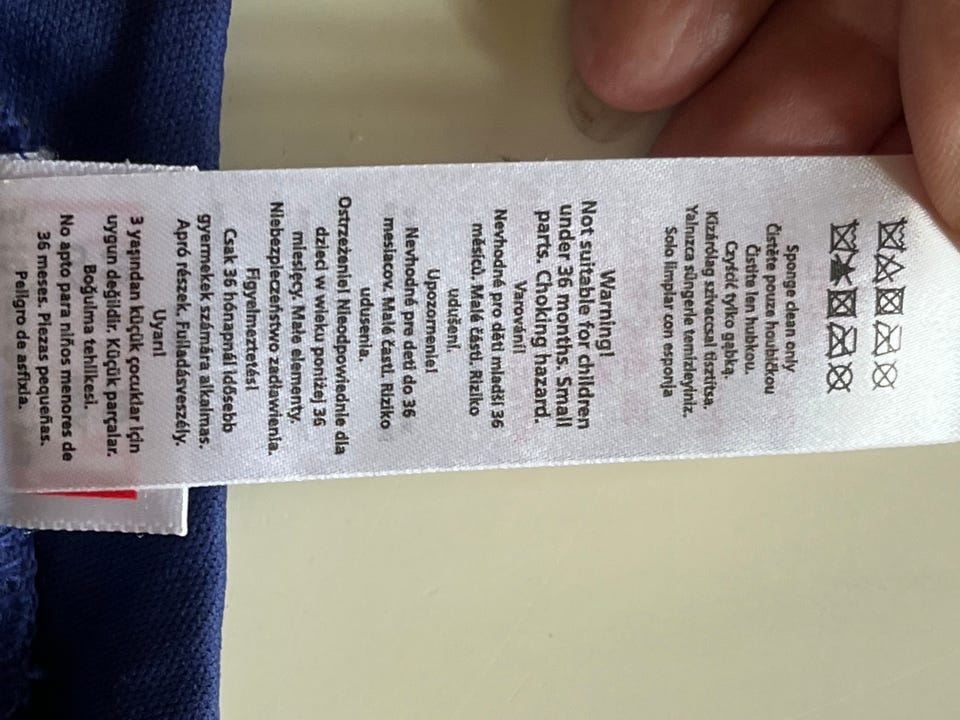 Sponge clean only
Čistěte pouze houbičkou
Čistite len hubkou.
Czyścić tylko gąbką.
Kizárólag szivaccsal tisztítsa.
Yalnızca süngerle temizleyiniz.
Solo limpiar con esponja
Warning!
Not suitable for children
under 36 months. Small
parts. Choking hazard.
Varování!
Nevhodné pro děti mladší 36
měsíců. Malé části. Riziko
udušení.
Upozornenie!
Nevhodné pre deti do 36
mesiacov. Malé časti. Riziko
udusenia.
Ostrzeżenie! Nieodpowiednie dla
dzieci w wieku poniżej 36
miesięcy. Małe elementy.
Niebezpieczeństwo zadławienia.
Figyelmeztetés!
Csak 36 hónapnál idősebb
gyermekek számára alkalmas.
Apró részek. Fulladásveszély.
Uyarı!
3 yaşından küçük çocuklar için
uygun değildir. Küçük parçalar.
Boğulma tehlikesi.
No apto para niños menores de
36 meses. Piezas pequeñas.
Peligro de asfixia.